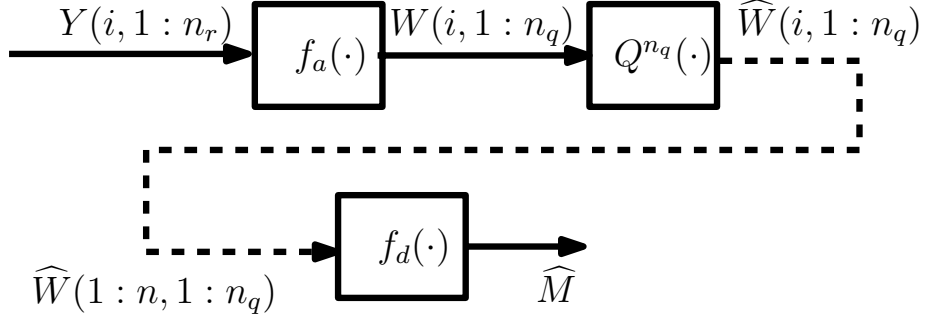 Y(i, 1 : n_r) f_a(·) W(i, 1 : n_q) Q^{n_q}(·) Ŵ(i, 1 : n_q)
Ŵ(1 : n, 1 : n_q) f_d(·) M̂